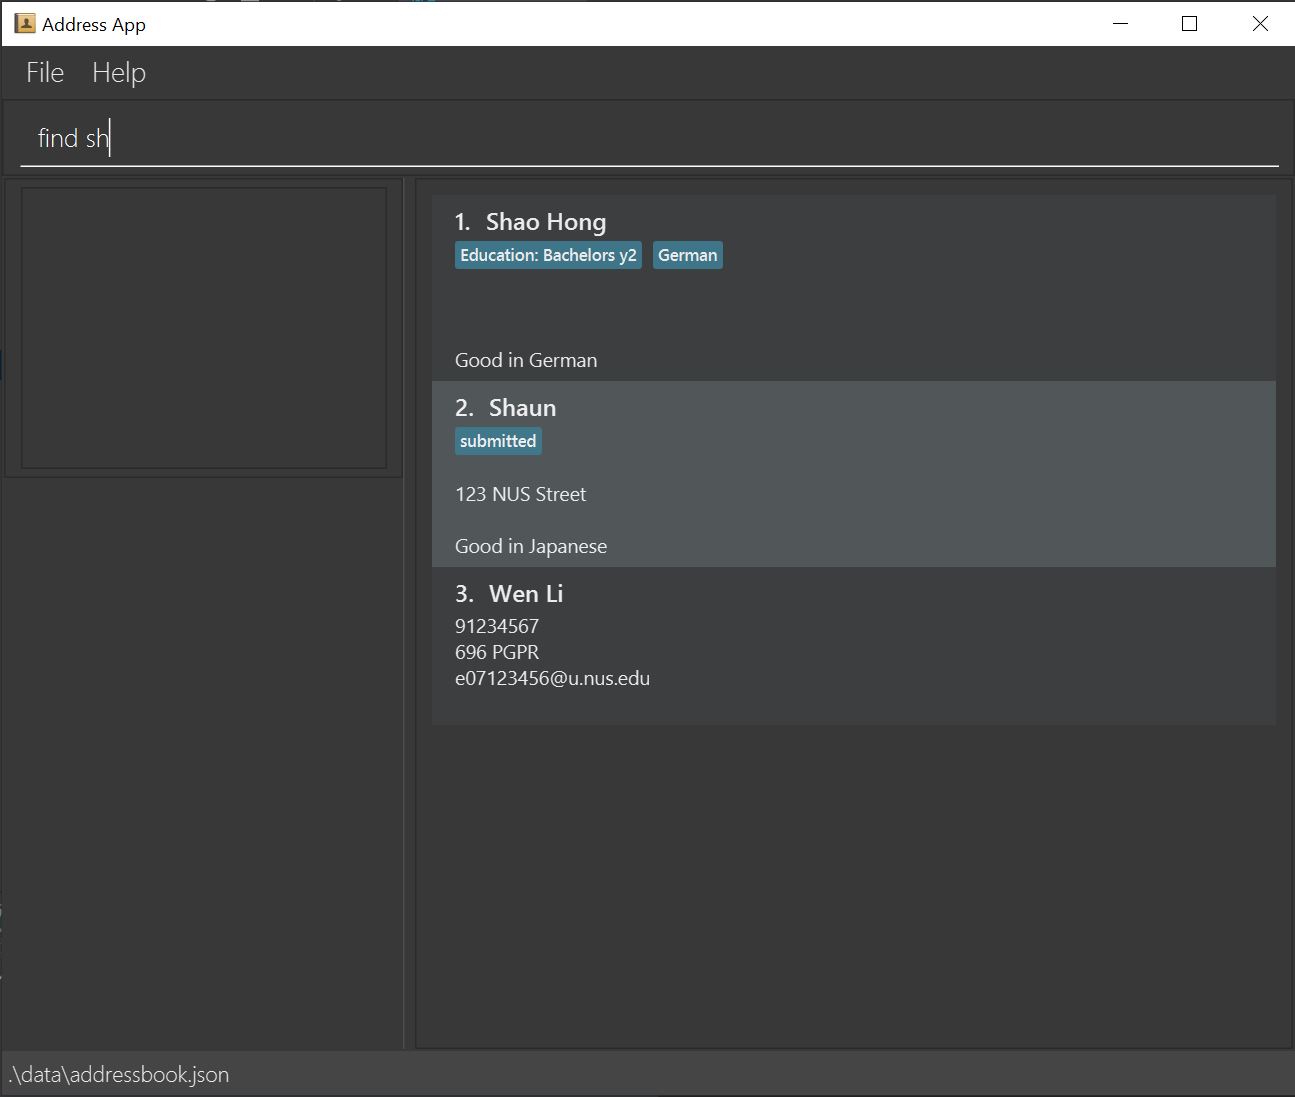 Address App
File Help
find sh
1. Shao Hong
Education: Bachelors y2 German
Good in German
2. Shaun
submitted
123 NUS Street
Good in Japanese
3. Wen Li
91234567
696 PGPR
e07123456@u.nus.edu
.\data\addressbook.json